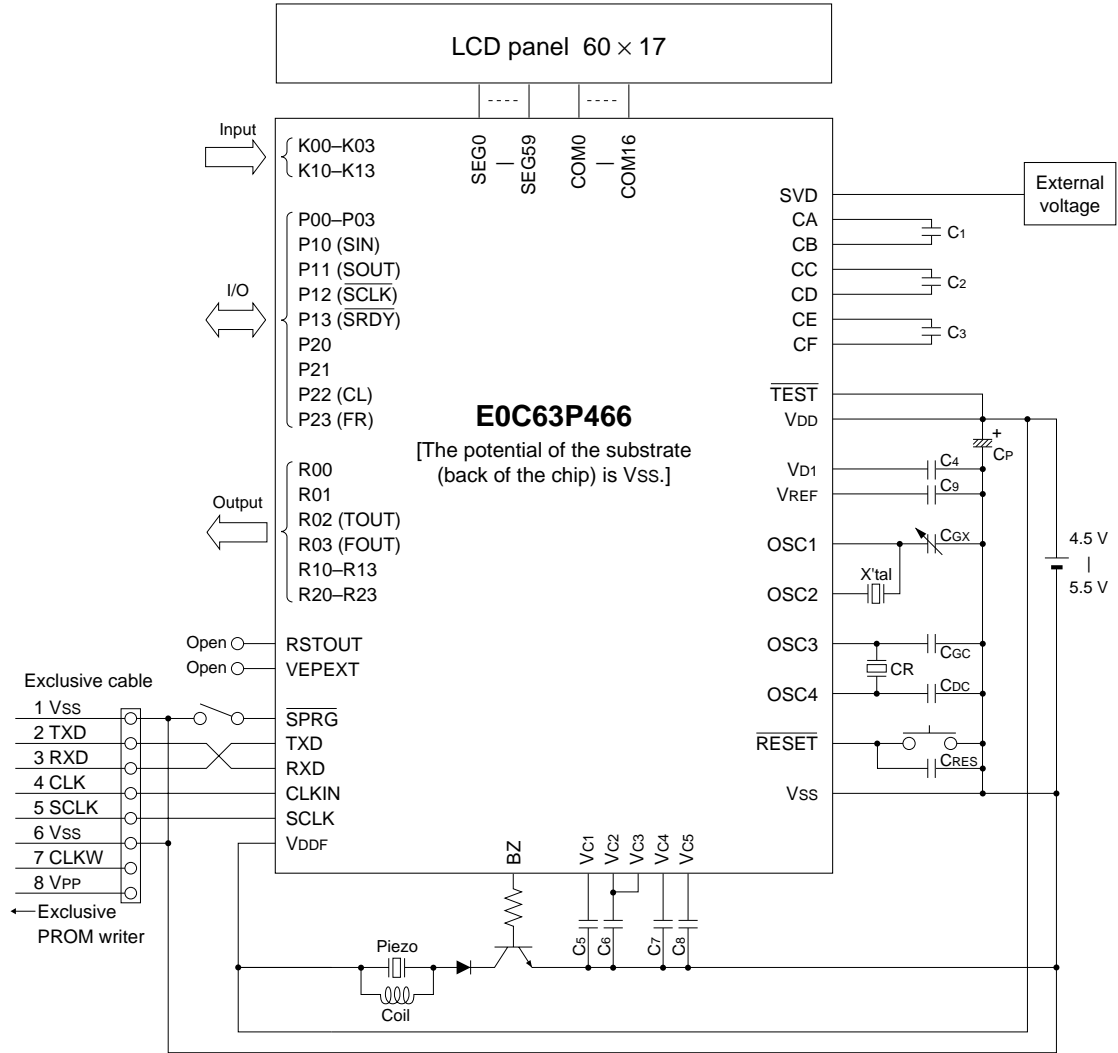 LCD panel 60 × 17
SEG0 — SEG59
COM0 — COM16
Input
K00–K03
K10–K13
I/O
P00–P03
P10 (SIN)
P11 (SOUT)
P12 (S̅C̅L̅K̅)
P13 (S̅R̅D̅Y̅)
P20
P21
P22 (CL)
P23 (FR)
Output
R00
R01
R02 (TOUT)
R03 (FOUT)
R10–R13
R20–R23
Open
RSTOUT
Open
VEPEXT
Exclusive cable
1 VSS
2 TXD
3 RXD
4 CLK
5 SCLK
6 VSS
7 CLKW
8 VPP
Exclusive
PROM writer
S̅P̅R̅G̅
TXD
RXD
CLKIN
SCLK
VDDF
E0C63P466
[The potential of the substrate
(back of the chip) is VSS.]
SVD
External
voltage
CA
CB
C1
CC
CD
C2
CE
CF
C3
T̅E̅S̅T̅
VDD
+
CP
VD1
C4
VREF
C9
OSC1
CGX
X'tal
OSC2
OSC3
CGC
CR
OSC4
CDC
R̅E̅S̅E̅T̅
CRES
VSS
4.5 V
|
5.5 V
BZ
VC1
VC2
VC3
VC4
VC5
C5
C6
C7
C8
Piezo
Coil